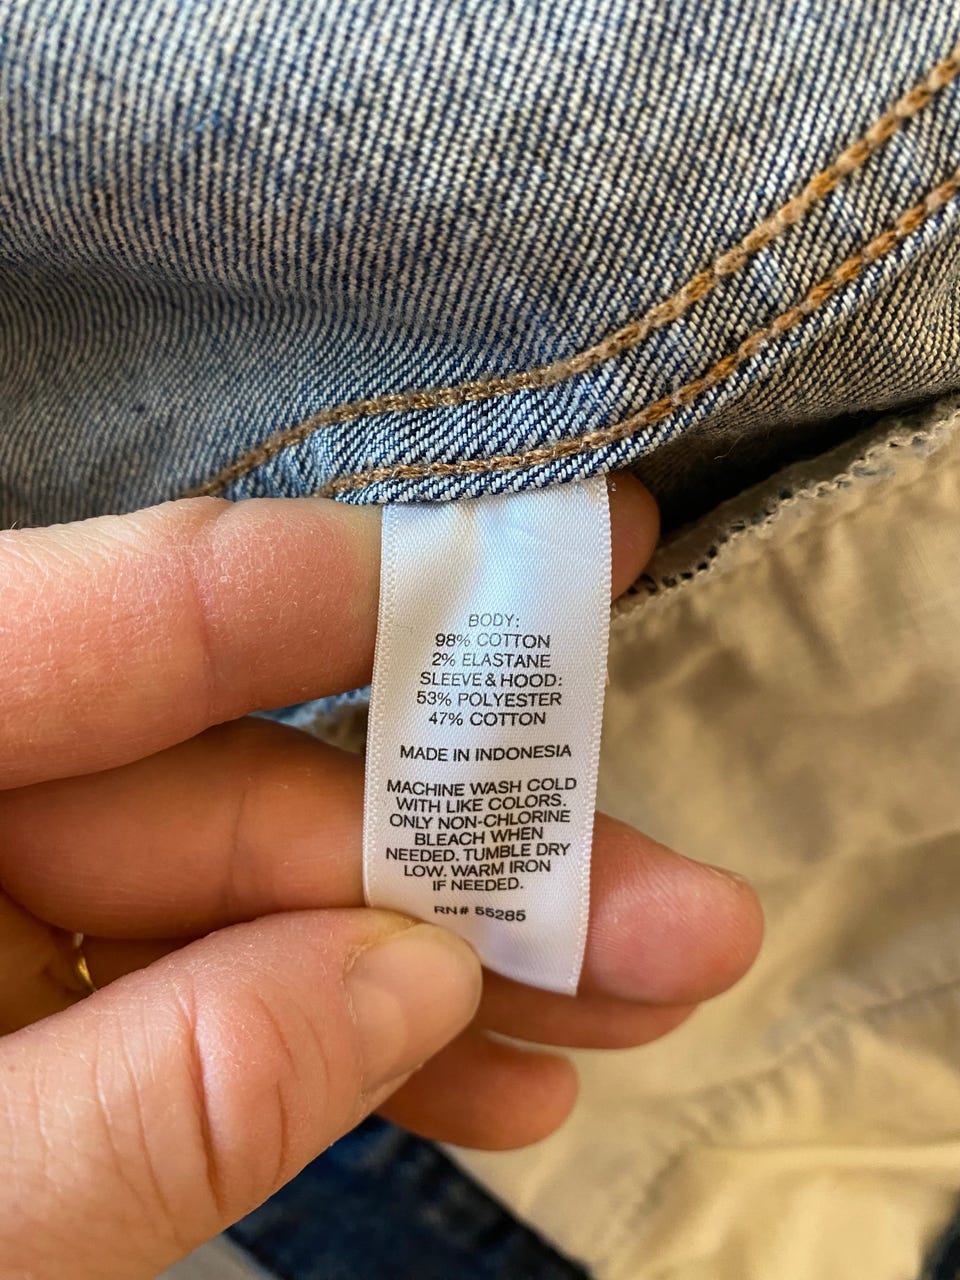 BODY:
98% COTTON
2% ELASTANE
SLEEVE & HOOD:
53% POLYESTER
47% COTTON
MADE IN INDONESIA
MACHINE WASH COLD
WITH LIKE COLORS.
ONLY NON-CHLORINE
BLEACH WHEN
NEEDED. TUMBLE DRY
LOW. WARM IRON
IF NEEDED.
RN# 55285